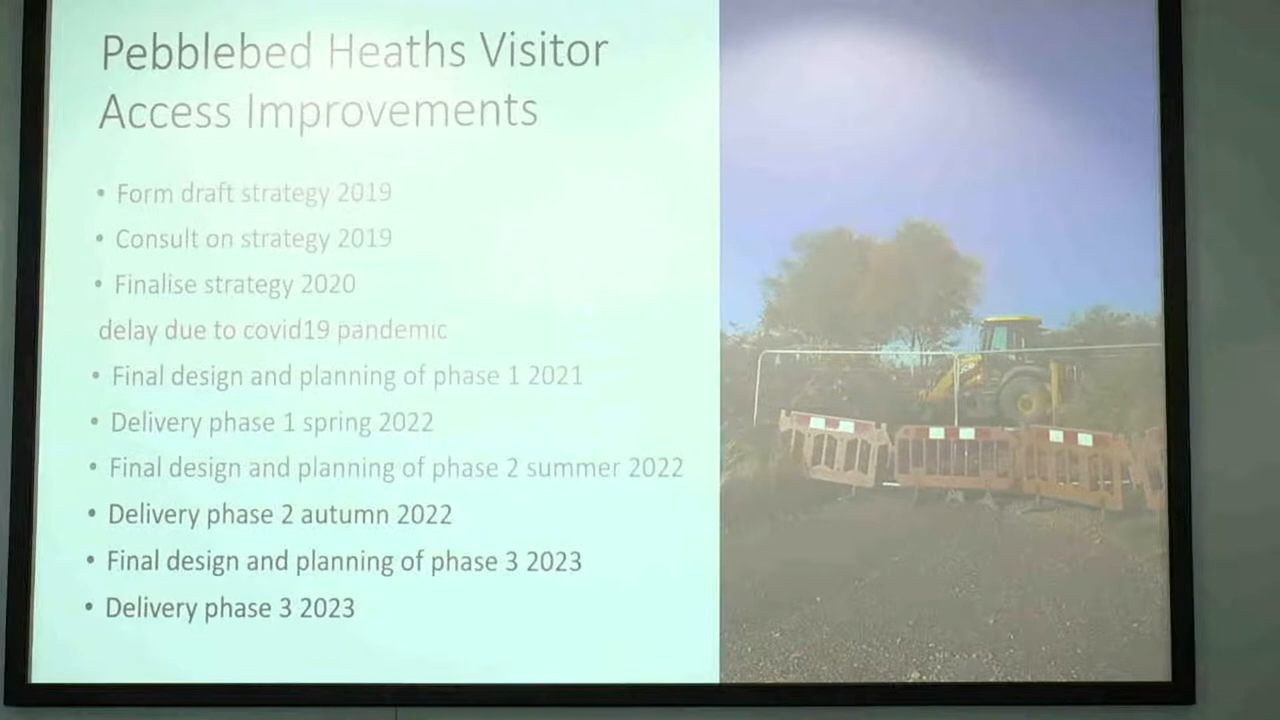 Pebblebed Heaths Visitor
Access Improvements
• Form draft strategy 2019
• Consult on strategy 2019
• Finalise strategy 2020
delay due to covid19 pandemic
• Final design and planning of phase 1 2021
• Delivery phase 1 spring 2022
• Final design and planning of phase 2 summer 2022
• Delivery phase 2 autumn 2022
• Final design and planning of phase 3 2023
• Delivery phase 3 2023